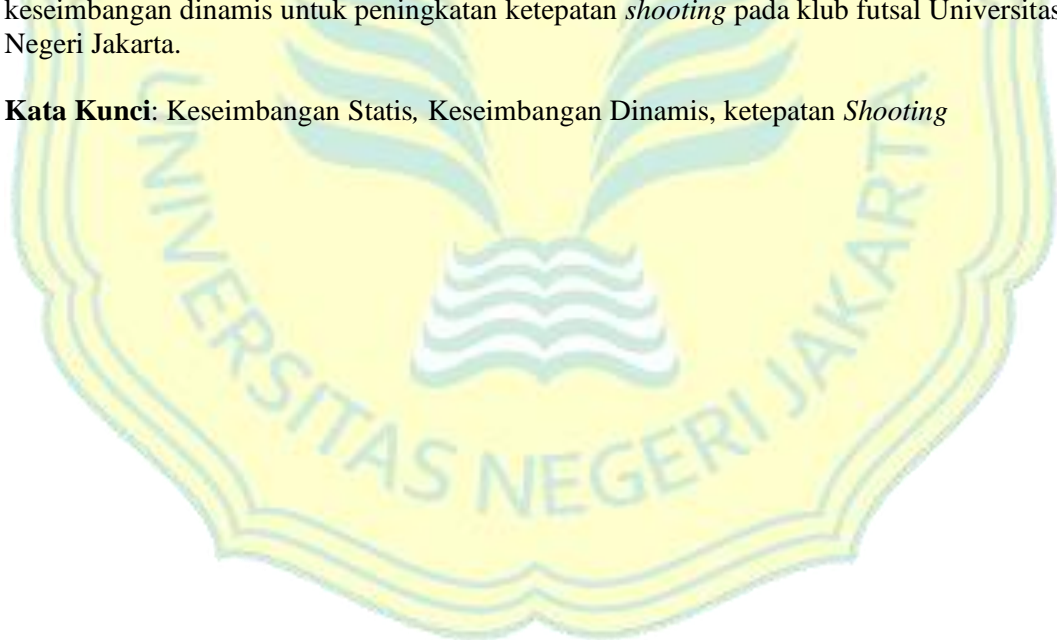 keseimbangan dinamis untuk peningkatan ketepatan shooting pada klub futsal Universitas
Negeri Jakarta.
Kata Kunci: Keseimbangan Statis, Keseimbangan Dinamis, ketepatan Shooting
UNIVERSITAS NEGERI JAKARTA